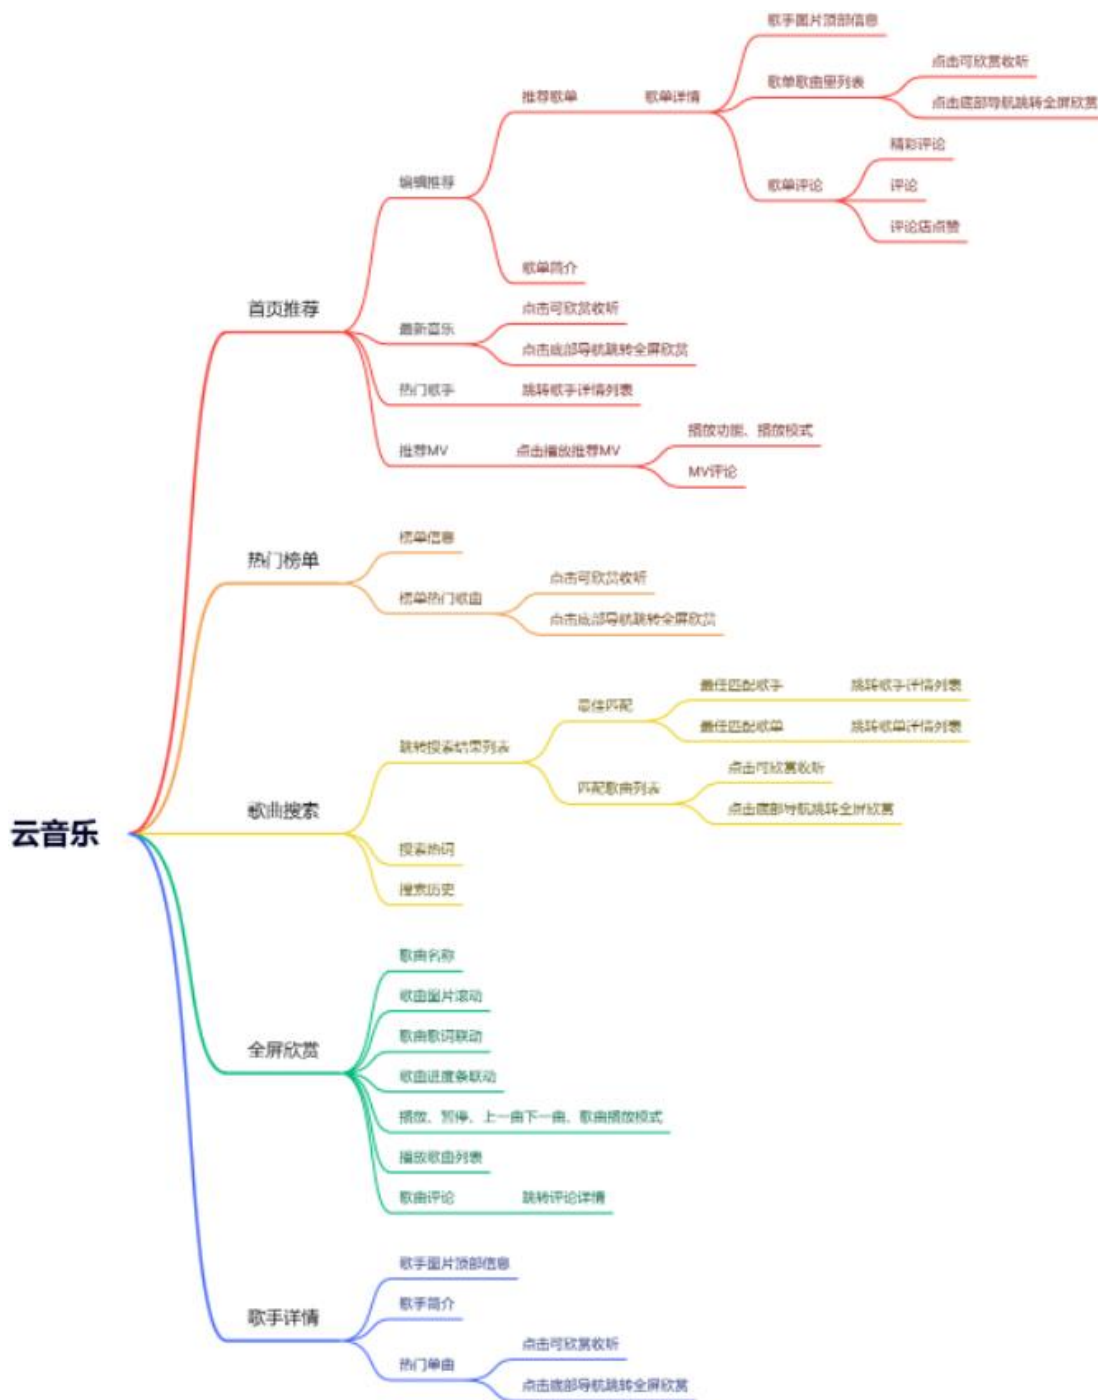 云音乐
首页推荐
编辑推荐
推荐歌单
歌单详情
歌手图片顶部信息
歌单歌曲里列表
点击可欣赏收听
点击底部导航跳转全屏欣赏
歌单评论
精彩评论
评论
评论店点赞
歌单简介
最新音乐
点击可欣赏收听
点击底部导航跳转全屏欣赏
热门歌手
跳转歌手详情列表
推荐MV
点击播放推荐MV
播放功能、播放模式
MV评论
热门榜单
榜单信息
榜单热门歌曲
点击可欣赏收听
点击底部导航跳转全屏欣赏
歌曲搜索
跳转搜索结果列表
最佳匹配
最佳匹配歌手
跳转歌手详情列表
最佳匹配歌单
跳转歌单详情列表
匹配歌曲列表
点击可欣赏收听
点击底部导航跳转全屏欣赏
搜索热词
搜索历史
全屏欣赏
歌曲名称
歌曲图片滚动
歌曲歌词联动
歌曲进度条联动
播放、暂停、上一曲下一曲、歌曲播放模式
播放歌曲列表
歌曲评论
跳转评论详情
歌手详情
歌手图片顶部信息
歌手简介
热门单曲
点击可欣赏收听
点击底部导航跳转全屏欣赏